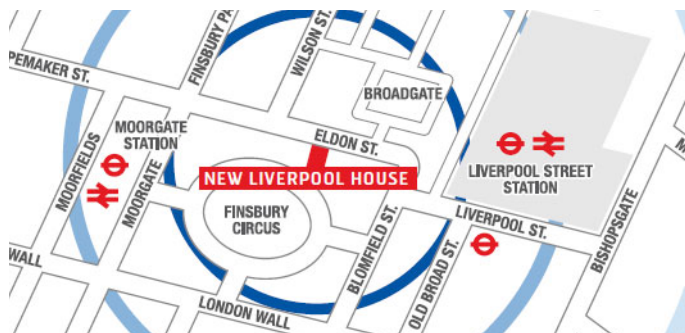 PEMAKER ST.
FINSBURY PA
WILSON ST.
BROADGATE
MOORGATE
STATION
ELDON ST.
LIVERPOOL STREET
STATION
MOORFIELDS
MOORGATE
NEW LIVERPOOL HOUSE
FINSBURY
CIRCUS
BLOMFIELD ST.
LIVERPOOL ST.
OLD BROAD ST.
BISHOPSGATE
WALL
LONDON WALL